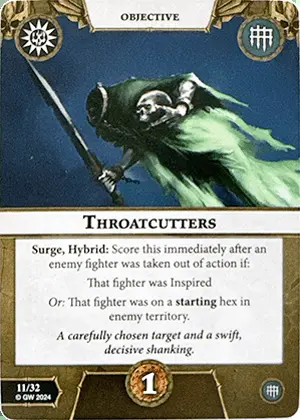 OBJECTIVE
THROATCUTTERS
Surge, Hybrid: Score this immediately after an
enemy fighter was taken out of action if:
That fighter was Inspired
Or: That fighter was on a starting hex in
enemy territory.
A carefully chosen target and a swift,
decisive shanking.
11/32
© GW 2024
1